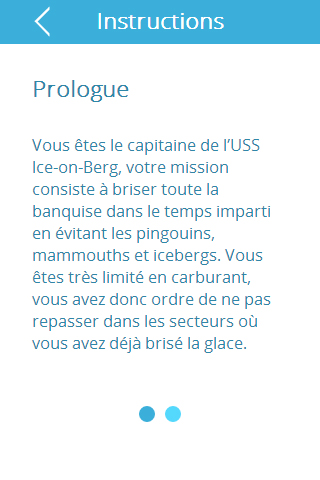 Instructions
Prologue
Vous êtes le capitaine de l’USS
Ice-on-Berg, votre mission
consiste à briser toute la
banquise dans le temps imparti
en évitant les pingouins,
mammouths et icebergs. Vous
êtes très limité en carburant,
vous avez donc ordre de ne pas
repasser dans les secteurs où
vous avez déjà brisé la glace.